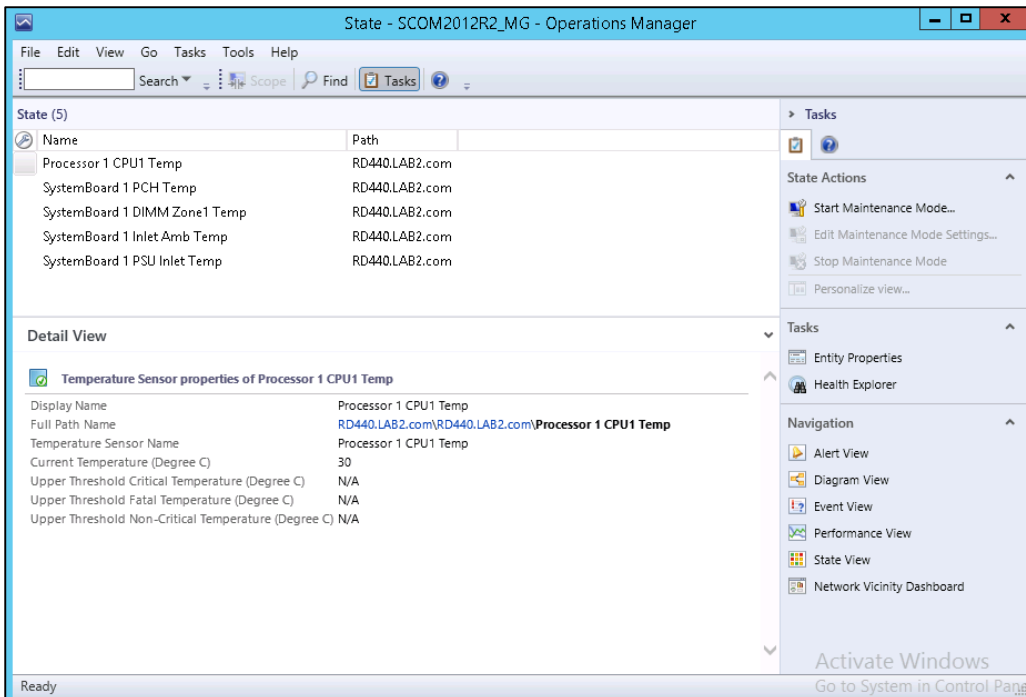 State - SCOM2012R2_MG - Operations Manager
File Edit View Go Tasks Tools Help
Search Scope Find Tasks
State (5)
Name Path
Processor 1 CPU1 Temp RD440.LAB2.com
SystemBoard 1 PCH Temp RD440.LAB2.com
SystemBoard 1 DIMM Zone1 Temp RD440.LAB2.com
SystemBoard 1 Inlet Amb Temp RD440.LAB2.com
SystemBoard 1 PSU Inlet Temp RD440.LAB2.com
Detail View
Temperature Sensor properties of Processor 1 CPU1 Temp
Display Name Processor 1 CPU1 Temp
Full Path Name RD440.LAB2.com\RD440.LAB2.com\Processor 1 CPU1 Temp
Temperature Sensor Name Processor 1 CPU1 Temp
Current Temperature (Degree C) 30
Upper Threshold Critical Temperature (Degree C) N/A
Upper Threshold Fatal Temperature (Degree C) N/A
Upper Threshold Non-Critical Temperature (Degree C) N/A
Tasks
State Actions
Start Maintenance Mode...
Edit Maintenance Mode Settings...
Stop Maintenance Mode
Personalize view...
Tasks
Entity Properties
Health Explorer
Navigation
Alert View
Diagram View
Event View
Performance View
State View
Network Vicinity Dashboard
Activate Windows
Go to System in Control Pane
Ready